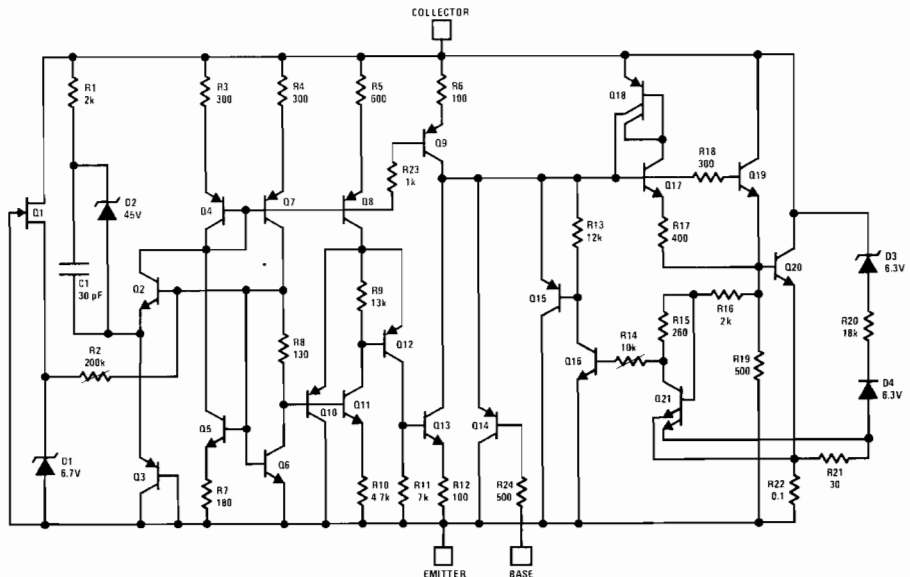 COLLECTOR
R1
2k
R3
300
R4
300
R5
600
R6
100
Q18
Q9
R23
1k
R18
300
Q19
Q1
D2
45V
Q4
Q7
Q8
Q17
C1
30 pF
Q2
R13
12k
R17
400
Q20
D3
6.3V
R9
13k
Q15
R16
2k
R2
200k
R8
130
Q12
R14
10k
R15
260
R20
18k
Q16
R19
500
D4
6.3V
Q10
Q11
Q21
Q5
Q13
Q14
D1
6.7V
Q3
Q6
R7
180
R10
4.7k
R11
7k
R12
100
R24
500
R22
0.1
R21
30
EMITTER
BASE